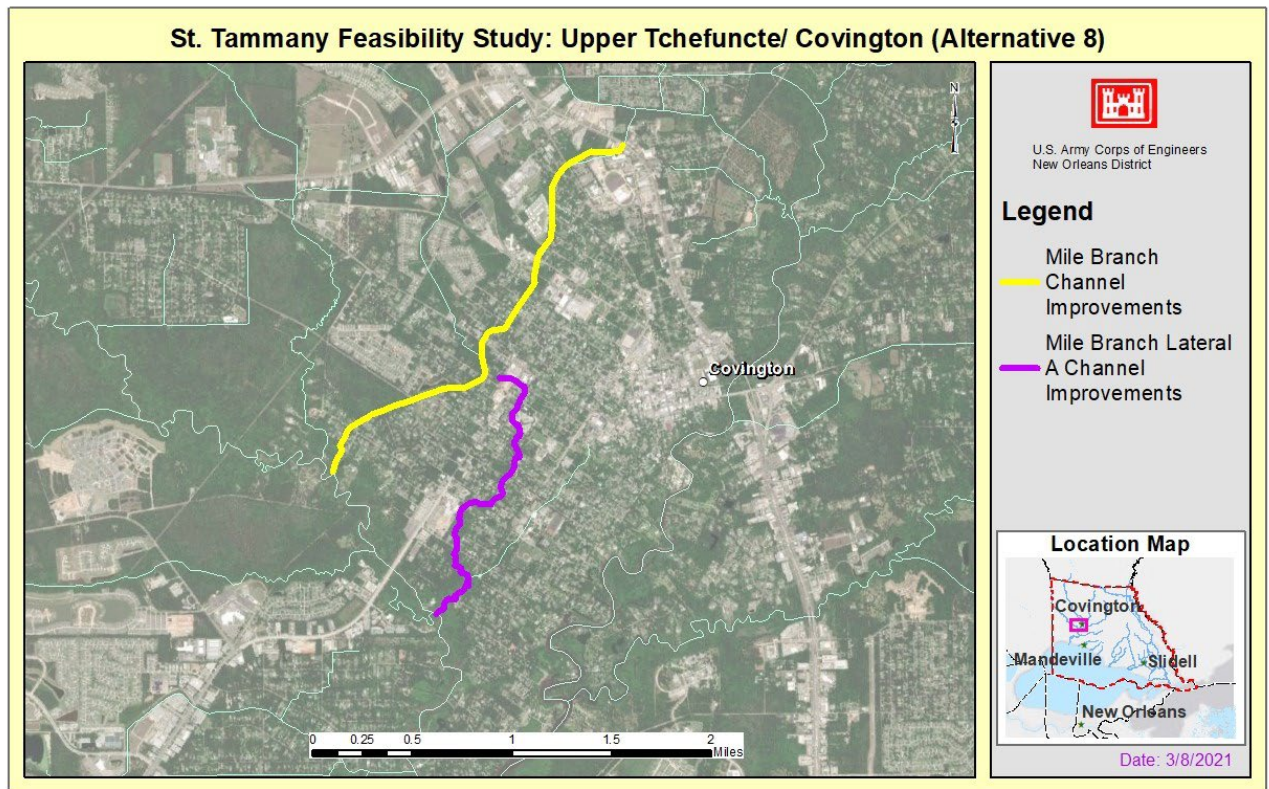 St. Tammany Feasibility Study: Upper Tchefuncte/ Covington (Alternative 8)
N
Covington
0 0.25 0.5 1 1.5 2
Miles
U.S. Army Corps of Engineers
New Orleans District
Legend
Mile Branch
Channel
Improvements
Mile Branch Lateral
A Channel
Improvements
Location Map
Covington
Mandeville
Slidell
New Orleans
Date: 3/8/2021